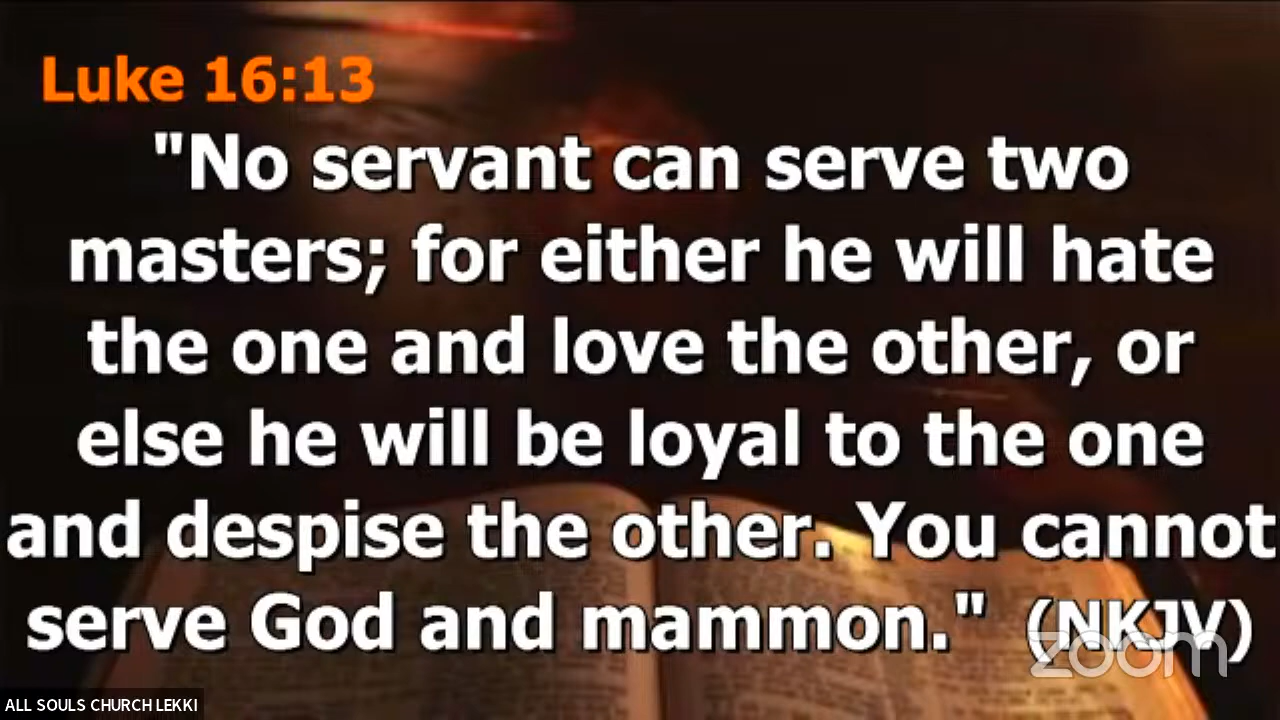 Luke 16:13
"No servant can serve two
masters; for either he will hate
the one and love the other, or
else he will be loyal to the one
and despise the other. You cannot
serve God and mammon." (NKJV)
zoom
ALL SOULS CHURCH LEKKI